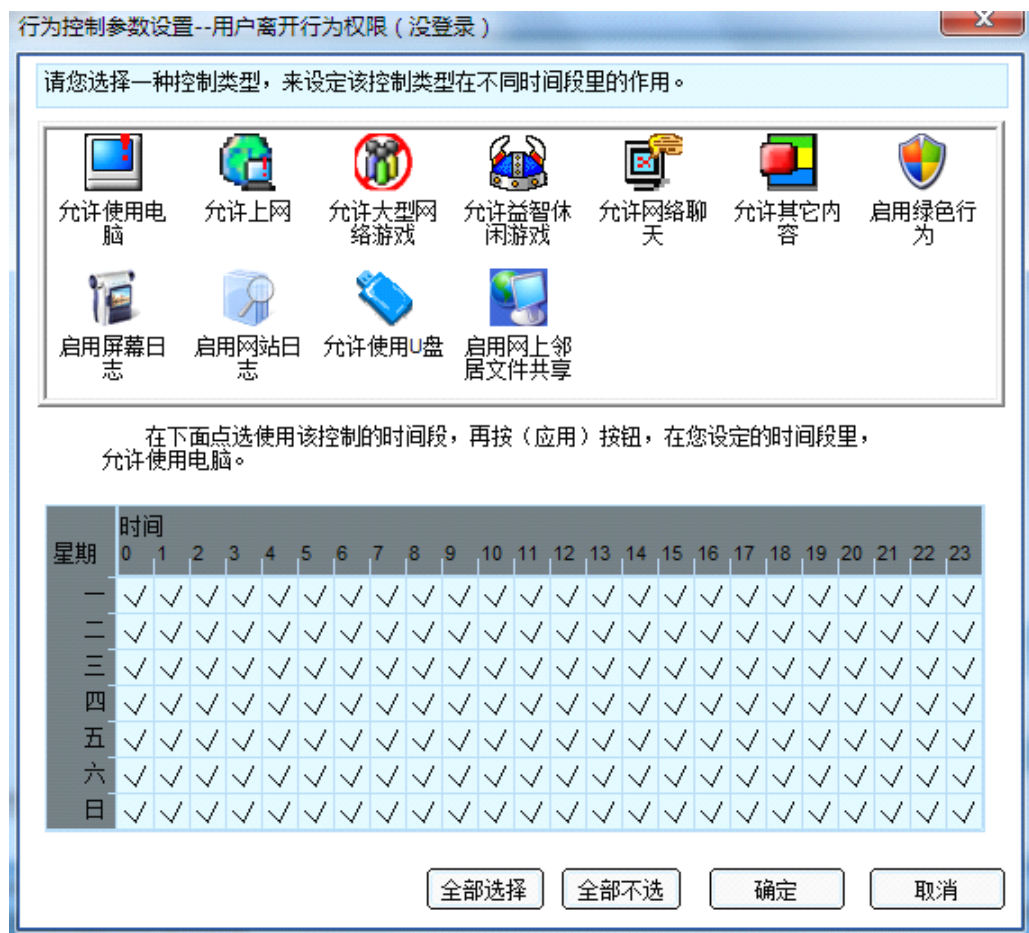 行为控制参数设置--用户离开行为权限（没登录）
请您选择一种控制类型，来设定该控制类型在不同时间段里的作用。
允许使用电脑 允许上网 允许大型网络游戏 允许益智休闲游戏 允许网络聊天 允许其它内容 启用绿色行为
启用屏幕日志 启用网站日志 允许使用U盘 启用网上邻居文件共享
在下面点选使用该控制的时间段，再按（应用）按钮，在您设定的时间段里，
允许使用电脑。
时间
星期 0 1 2 3 4 5 6 7 8 9 10 11 12 13 14 15 16 17 18 19 20 21 22 23
一
二
三
四
五
六
日
全部选择 全部不选 确定 取消